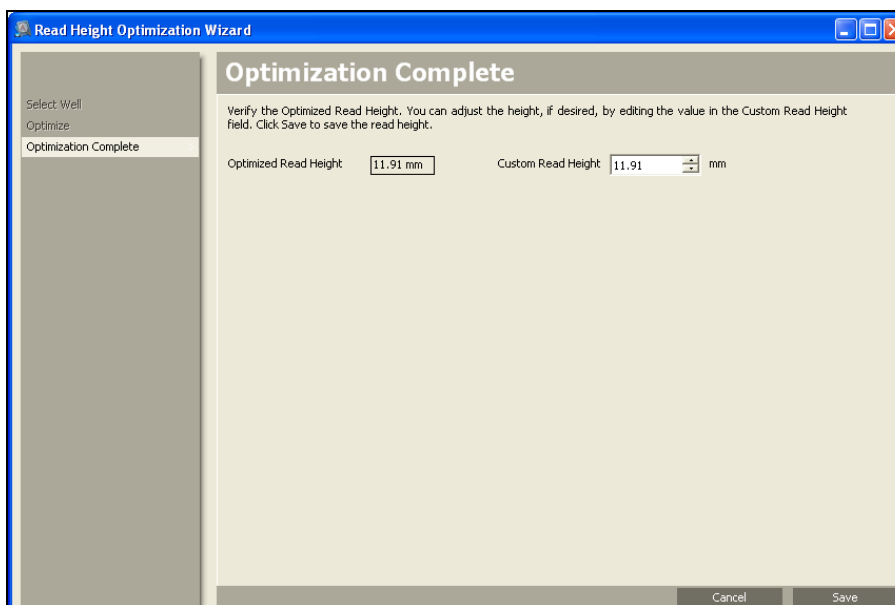 Read Height Optimization Wizard
Optimization Complete
Select Well
Optimize
Optimization Complete
Verify the Optimized Read Height. You can adjust the height, if desired, by editing the value in the Custom Read Height
field. Click Save to save the read height.
Optimized Read Height 11.91 mm Custom Read Height 11.91 mm
Cancel Save